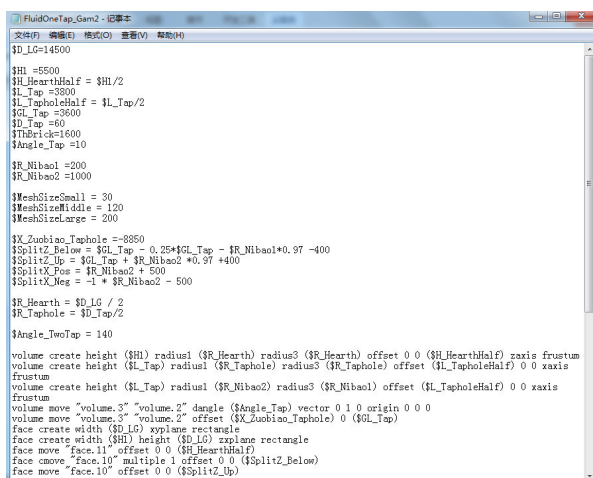 FluidOneTap_Gam2 - 记事本
文件(F) 编辑(E) 格式(O) 查看(V) 帮助(H)
$D_LG=14500
$H1 =5500
$H_HearthHalf = $H1/2
$L_Tap =3800
$L_TapholeHalf = $L_Tap/2
$GL_Tap =3600
$D_Tap =60
$ThBrick=1600
$Angle_Tap =10
$R_Nibao1 =200
$R_Nibao2 =1000
$MeshSizeSmall = 30
$MeshSizeMiddle = 120
$MeshSizeLarge = 200
$X_Zuobiao_Taphole =-8850
$SplitZ_Below = $GL_Tap - 0.25*$GL_Tap - $R_Nibao1*0.97 -400
$SplitZ_Up = $GL_Tap + $R_Nibao2 *0.97 +400
$SplitX_Pos = $R_Nibao2 + 500
$SplitX_Neg = -1 * $R_Nibao2 - 500
$R_Hearth = $D_LG / 2
$R_Taphole = $D_Tap/2
$Angle_TwoTap = 140
volume create height ($H1) radius1 ($R_Hearth) radius3 ($R_Hearth) offset 0 0 ($H_HearthHalf) zaxis frustum
volume create height ($L_Tap) radius1 ($R_Taphole) radius3 ($R_Taphole) offset ($L_TapholeHalf) 0 0 xaxis
frustum
volume create height ($L_Tap) radius1 ($R_Nibao2) radius3 ($R_Nibao1) offset ($L_TapholeHalf) 0 0 xaxis
frustum
volume move "volume.3" "volume.2" dangle ($Angle_Tap) vector 0 1 0 origin 0 0 0
volume move "volume.3" "volume.2" offset ($X_Zuobiao_Taphole) 0 ($GL_Tap)
face create width ($D_LG) xyplane rectangle
face create width ($H1) height ($D_LG) zxplane rectangle
face move "face.11" offset 0 0 ($H_HearthHalf)
face cmove "face.10" multiple 1 offset 0 0 ($SplitZ_Below)
face move "face.10" offset 0 0 ($SplitZ_Up)